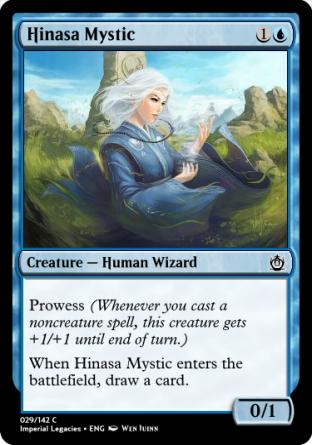 Hinasa Mystic 1
Creature — Human Wizard
Prowess (Whenever you cast a
noncreature spell, this creature gets
+1/+1 until end of turn.)
When Hinasa Mystic enters the
battlefield, draw a card.
0/1
029/142 C
Imperial Legacies • ENG Wen Juinn